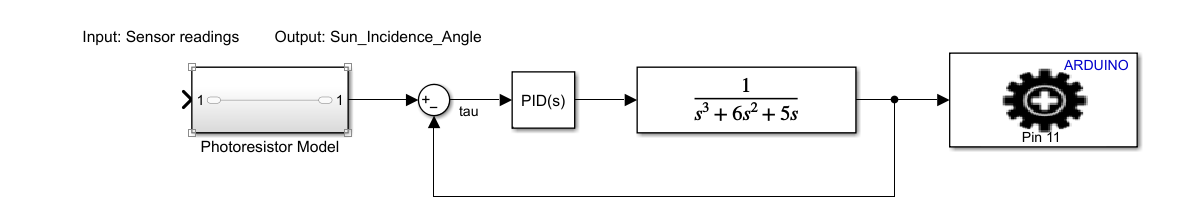 Input: Sensor readings Output: Sun_Incidence_Angle
ARDUINO
1 1 + − PID(s) 1
s³ + 6s² + 5s
tau
Pin 11
Photoresistor Model